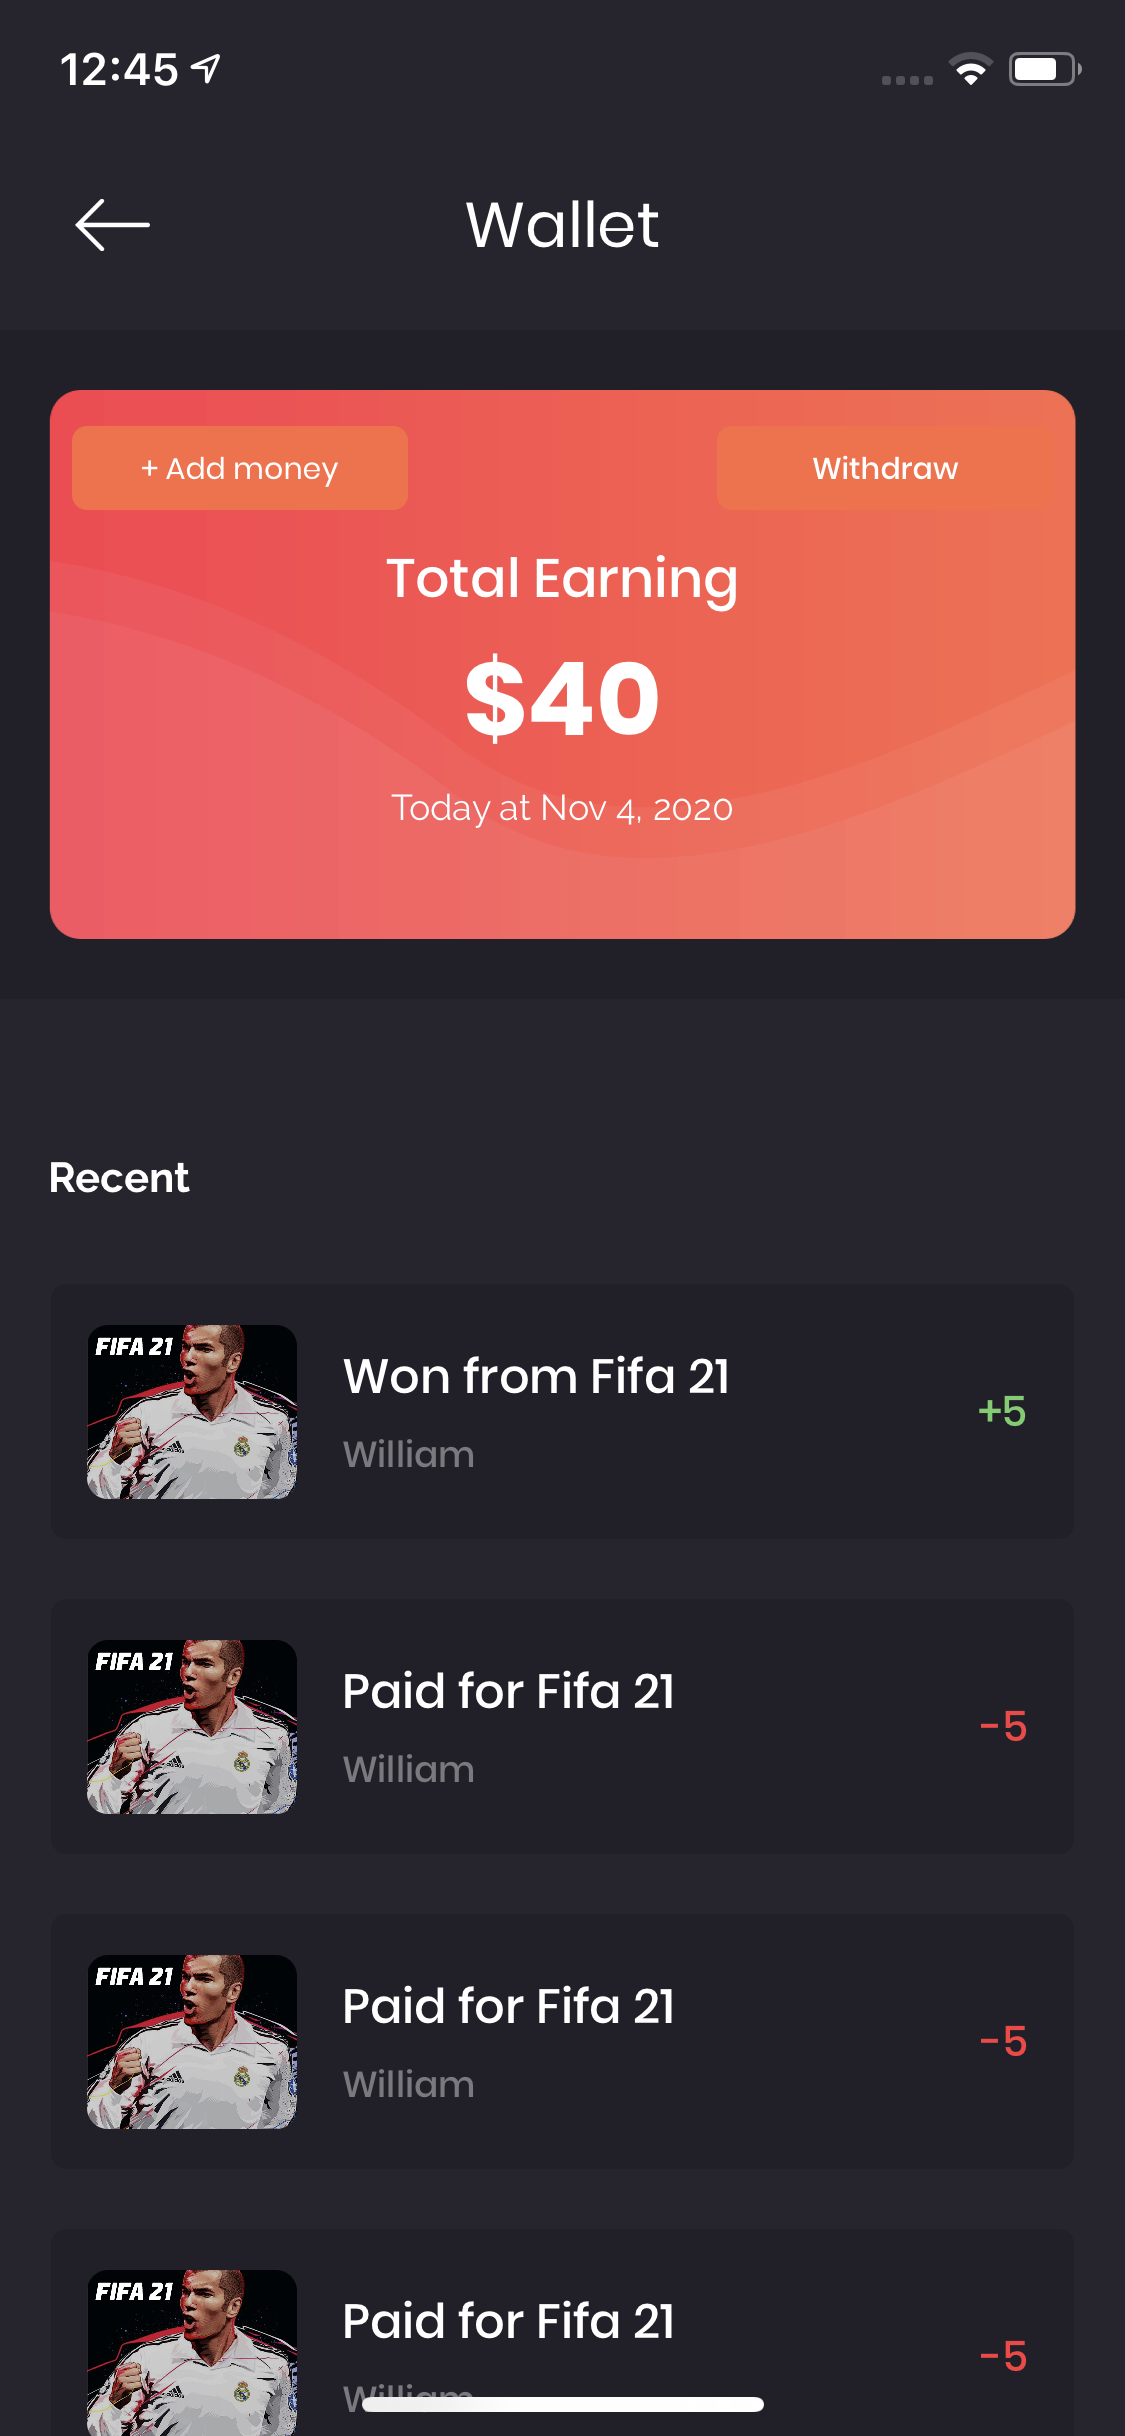 12:45
Wallet
+ Add money
Withdraw
Total Earning
$40
Today at Nov 4, 2020
Recent
FIFA 21
Won from Fifa 21
William
+5
FIFA 21
Paid for Fifa 21
William
-5
FIFA 21
Paid for Fifa 21
William
-5
FIFA 21
Paid for Fifa 21
William
-5